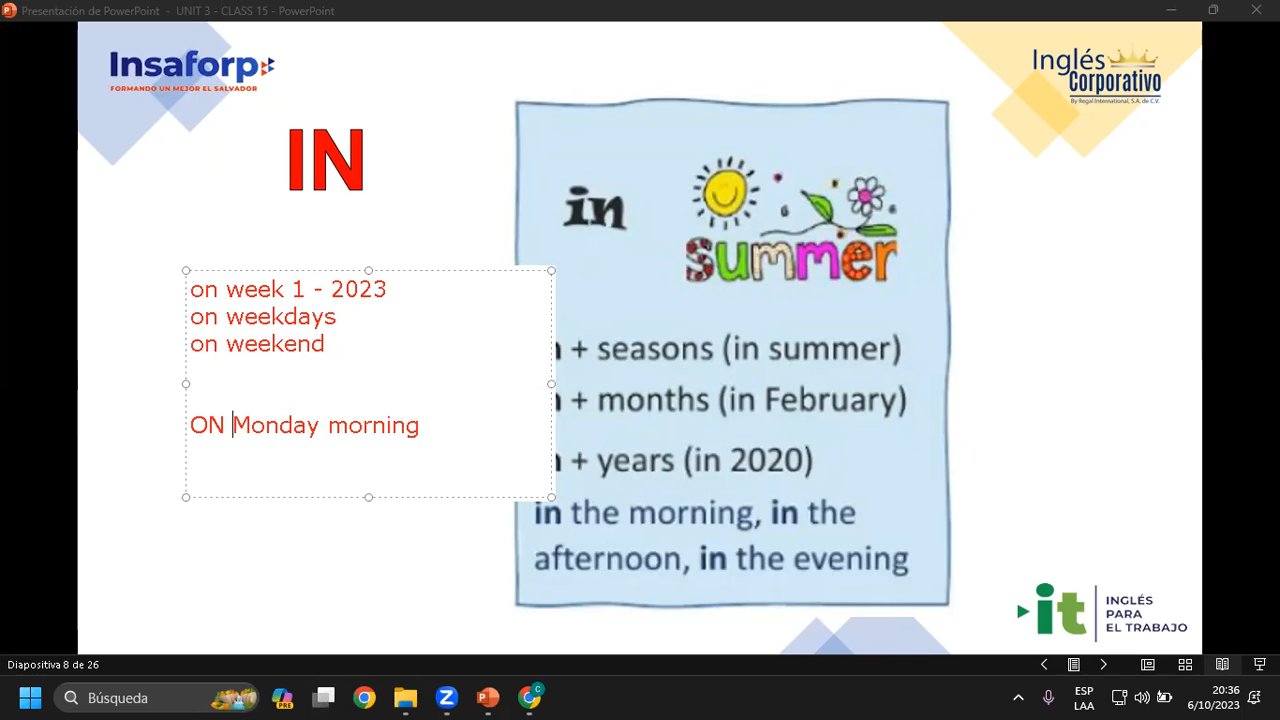 Presentación de PowerPoint - UNIT 3 - CLASS 15 - PowerPoint
Insaforp
FORMANDO UN MEJOR EL SALVADOR
Inglés
Corporativo
By Regal International, S.A. de C.V.
IN
in
summer
on week 1 - 2023
on weekdays
on weekend
ON Monday morning
+ seasons (in summer)
+ months (in February)
+ years (in 2020)
in the morning, in the
afternoon, in the evening
it
INGLÉS
PARA
EL TRABAJO
Diapositiva 8 de 26
Búsqueda
PRE
ESP
LAA
20:36
6/10/2023